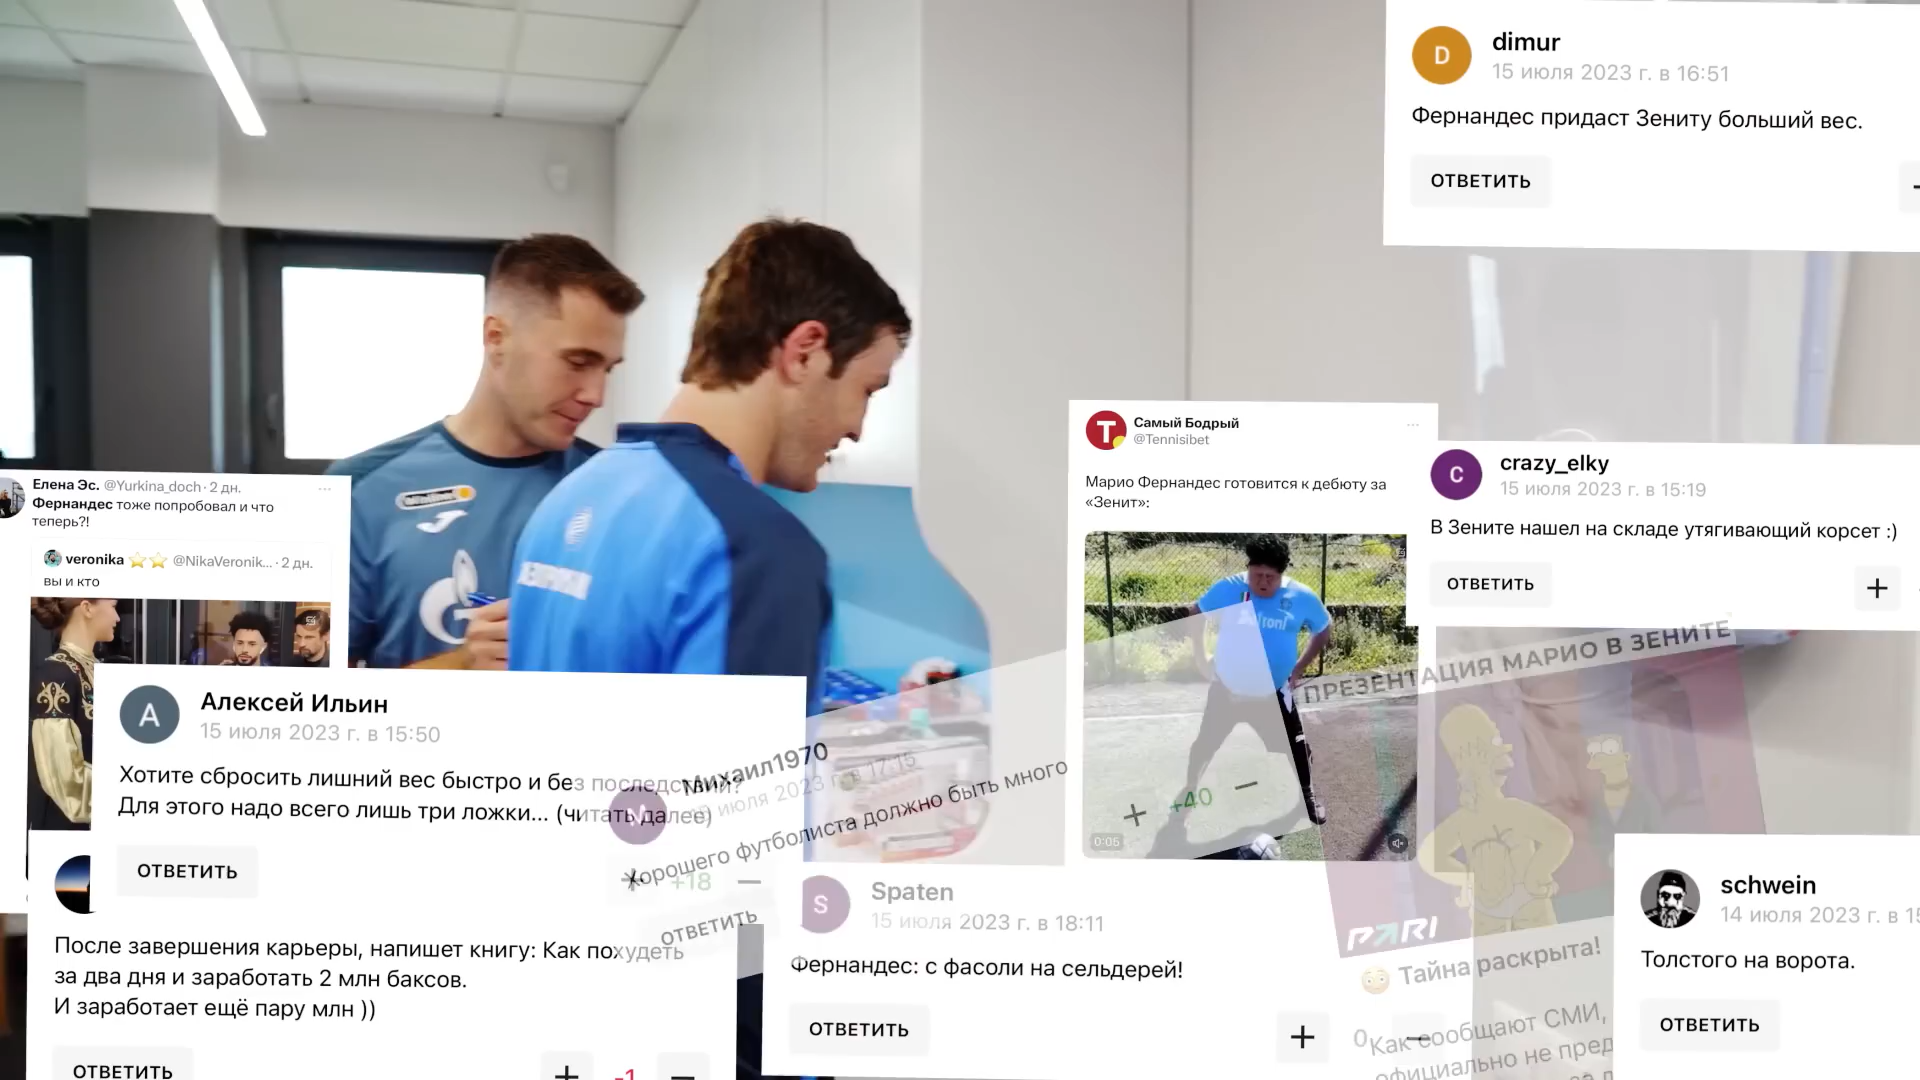 dimur
15 июля 2023 г. в 16:51
Фернандес придаст Зениту больший вес.
ОТВЕТИТЬ
Самый Бодрый
@Tennisibet
Марио Фернандес готовится к дебюту за
«Зенит»:
0:05
crazy_elky
15 июля 2023 г. в 15:19
В Зените нашел на складе утягивающий корсет :)
ОТВЕТИТЬ
+
Елена Эс. @Yurkina_doch · 2 дн.
Фернандес тоже попробовал и что
теперь?!
veronika ⭐⭐ @NikaVeronik... · 2 дн.
вы и кто
Алексей Ильин
15 июля 2023 г. в 15:50
Хотите сбросить лишний вес быстро и без последствий?
Для этого надо всего лишь три ложки... (читать далее)
ОТВЕТИТЬ
+ +18 —
Михаил1970
15 июля 2023 г. в 17:15
Хорошего футболиста должно быть много
ОТВЕТИТЬ
+ +40 —
ПРЕЗЕНТАЦИЯ МАРИО В ЗЕНИТЕ
PARI
😳 Тайна раскрыта!
Как сообщают СМИ,
официально не пред
Spaten
15 июля 2023 г. в 18:11
Фернандес: с фасоли на сельдерей!
ОТВЕТИТЬ
+ 0 —
После завершения карьеры, напишет книгу: Как похудеть
за два дня и заработать 2 млн баксов.
И заработает ещё пару млн ))
ОТВЕТИТЬ
+ -1 —
schwein
14 июля 2023 г. в 15
Толстого на ворота.
ОТВЕТИТЬ